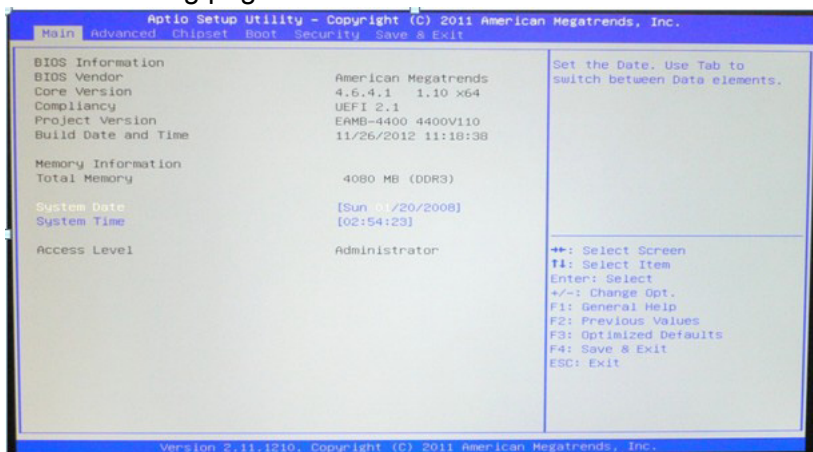 Aptio Setup Utility – Copyright (C) 2011 American Megatrends, Inc.
Main Advanced Chipset Boot Security Save & Exit
BIOS Information
BIOS Vendor American Megatrends
Core Version 4.6.4.1 1.10 x64
Compliancy UEFI 2.1
Project Version EAMB-4400 4400V110
Build Date and Time 11/26/2012 11:18:38
Memory Information
Total Memory 4080 MB (DDR3)
System Date [Sun 01/20/2008]
System Time [02:54:23]
Access Level Administrator
Set the Date. Use Tab to
switch between Data elements.
→←: Select Screen
↑↓: Select Item
Enter: Select
+/-: Change Opt.
F1: General Help
F2: Previous Values
F3: Optimized Defaults
F4: Save & Exit
ESC: Exit
Version 2.11.1210. Copyright (C) 2011 American Megatrends, Inc.